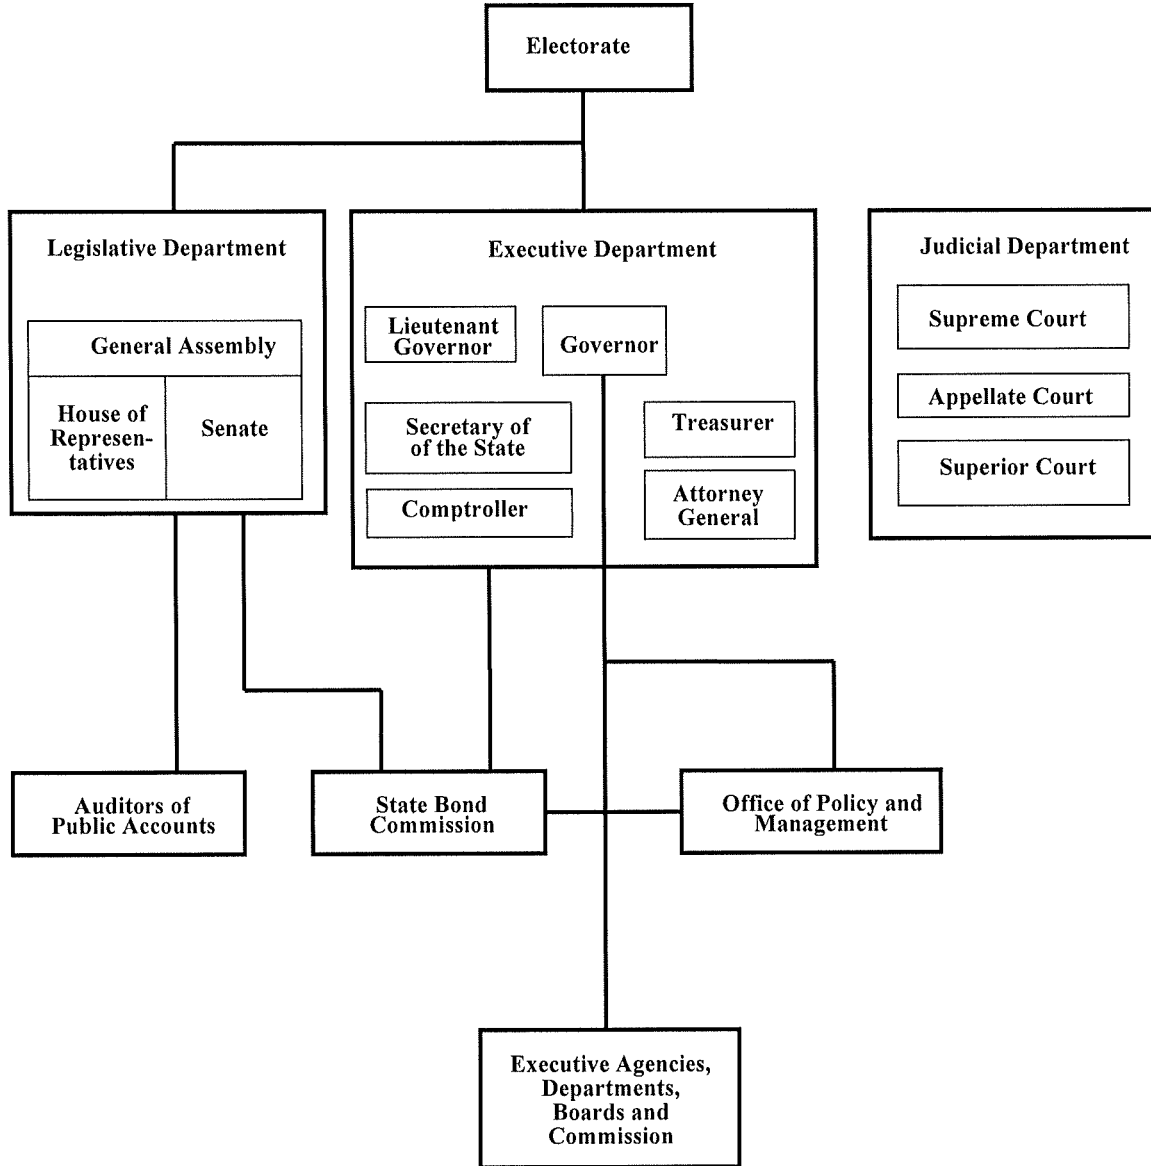 Electorate
Legislative Department
General Assembly
House of
Represen-
tatives
Senate
Executive Department
Lieutenant
Governor
Governor
Secretary of
of the State
Treasurer
Comptroller
Attorney
General
Judicial Department
Supreme Court
Appellate Court
Superior Court
Auditors of
Public Accounts
State Bond
Commission
Office of Policy and
Management
Executive Agencies,
Departments,
Boards and
Commission